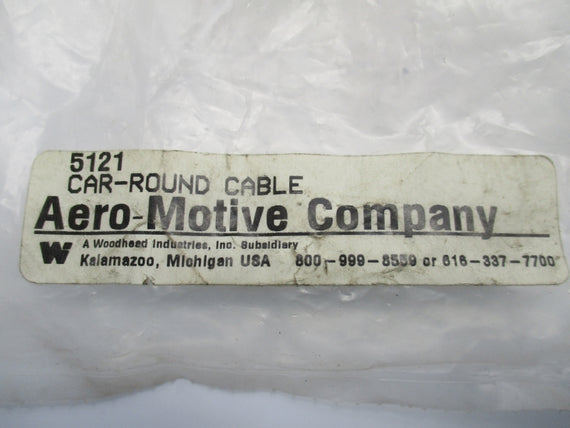 5121
CAR-ROUND CABLE
Aero-Motive Company
W A Woodhead Industries, Inc. Subsidiary
Kalamazoo, Michigan USA 800-999-8559 or 616-337-7700